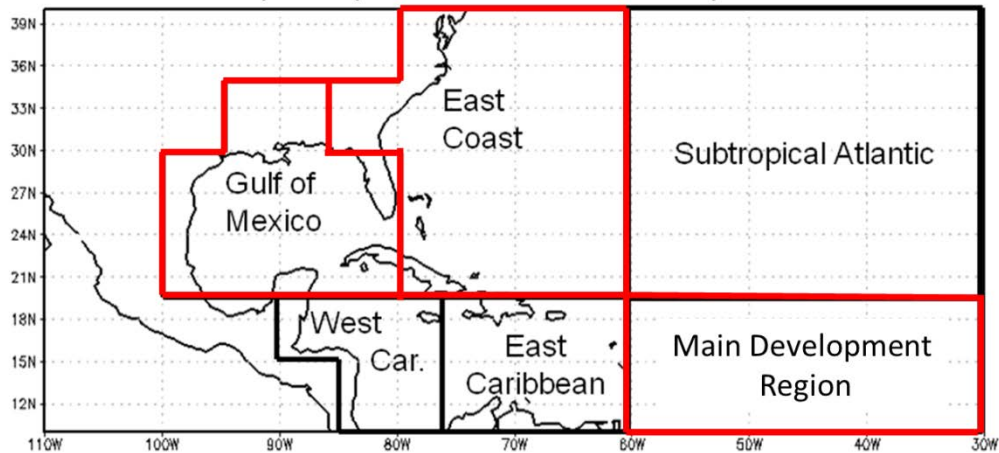 39N
36N
33N
30N
27N
24N
21N
18N
15N
12N
East
Coast
Subtropical Atlantic
Gulf of
Mexico
West
Car.
East
Caribbean
Main Development
Region
110W 100W 90W 80W 70W 60W 50W 40W 30W